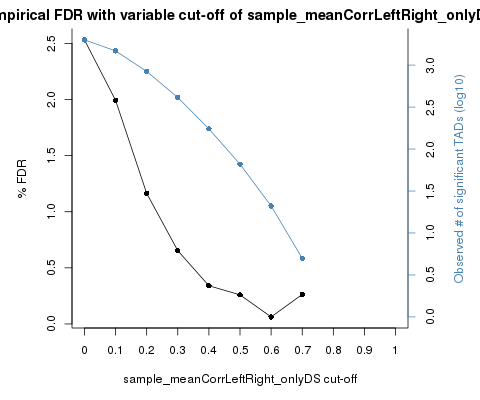 mpirical FDR with variable cut-off of sample_meanCorrLeftRight_onlyD
2.5
2.0
1.5
1.0
0.5
0.0
% FDR
3.0
2.5
2.0
1.5
1.0
0.5
0.0
Observed # of significant TADs (log10)
0 0.1 0.2 0.3 0.4 0.5 0.6 0.7 0.8 0.9 1
sample_meanCorrLeftRight_onlyDS cut-off